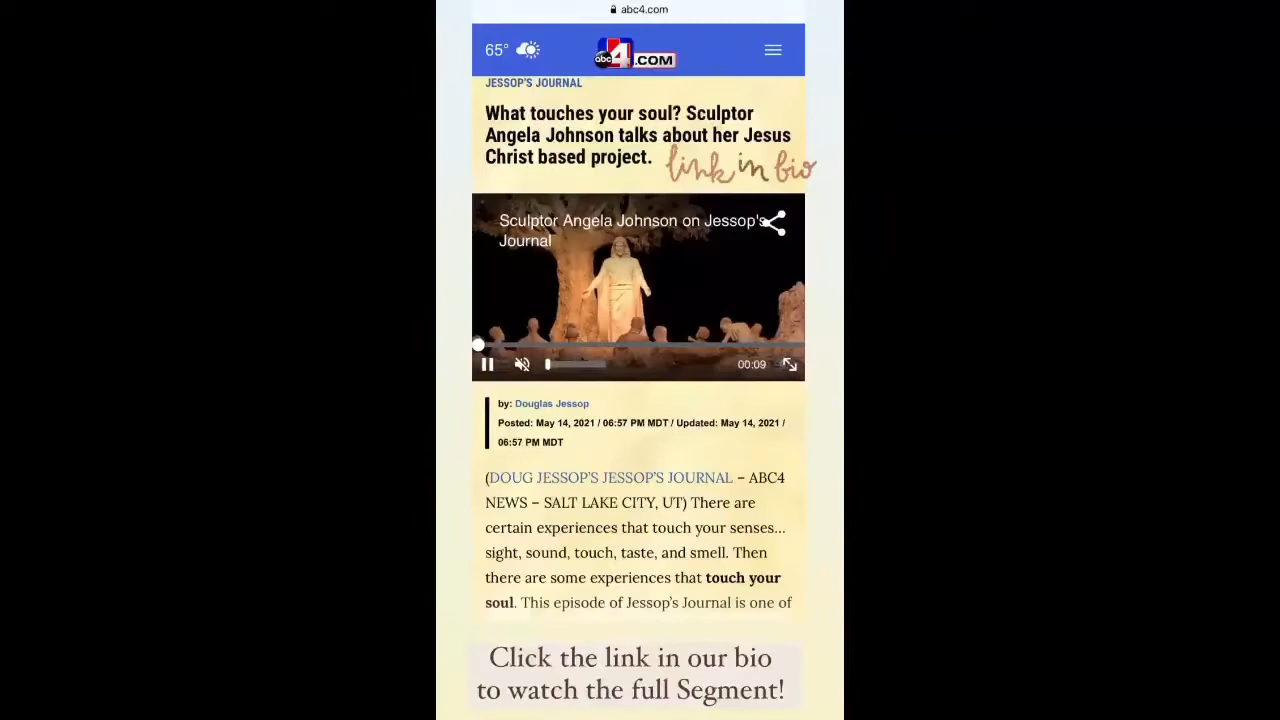 abc4.com
65°
abc 4 .COM
JESSOP'S JOURNAL
What touches your soul? Sculptor
Angela Johnson talks about her Jesus
Christ based project.
link in bio
Sculptor Angela Johnson on Jessop's
Journal
00:09
by: Douglas Jessop
Posted: May 14, 2021 / 06:57 PM MDT / Updated: May 14, 2021 /
06:57 PM MDT
(DOUG JESSOP’S JESSOP’S JOURNAL – ABC4
NEWS – SALT LAKE CITY, UT) There are
certain experiences that touch your senses…
sight, sound, touch, taste, and smell. Then
there are some experiences that touch your
soul. This episode of Jessop’s Journal is one of
Click the link in our bio
to watch the full Segment!